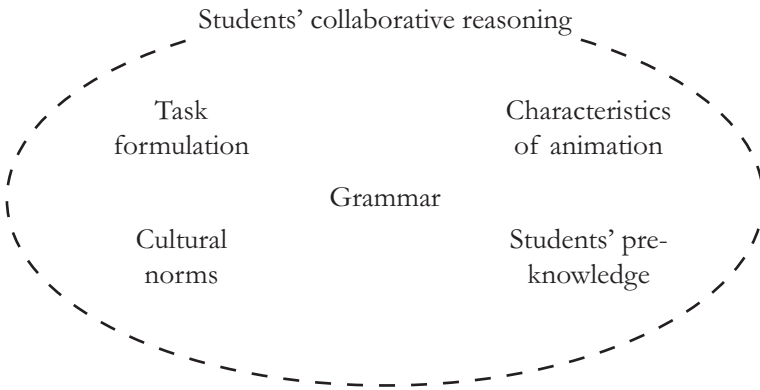 Students’ collaborative reasoning
Task
formulation
Characteristics
of animation
Grammar
Cultural
norms
Students’ pre-
knowledge